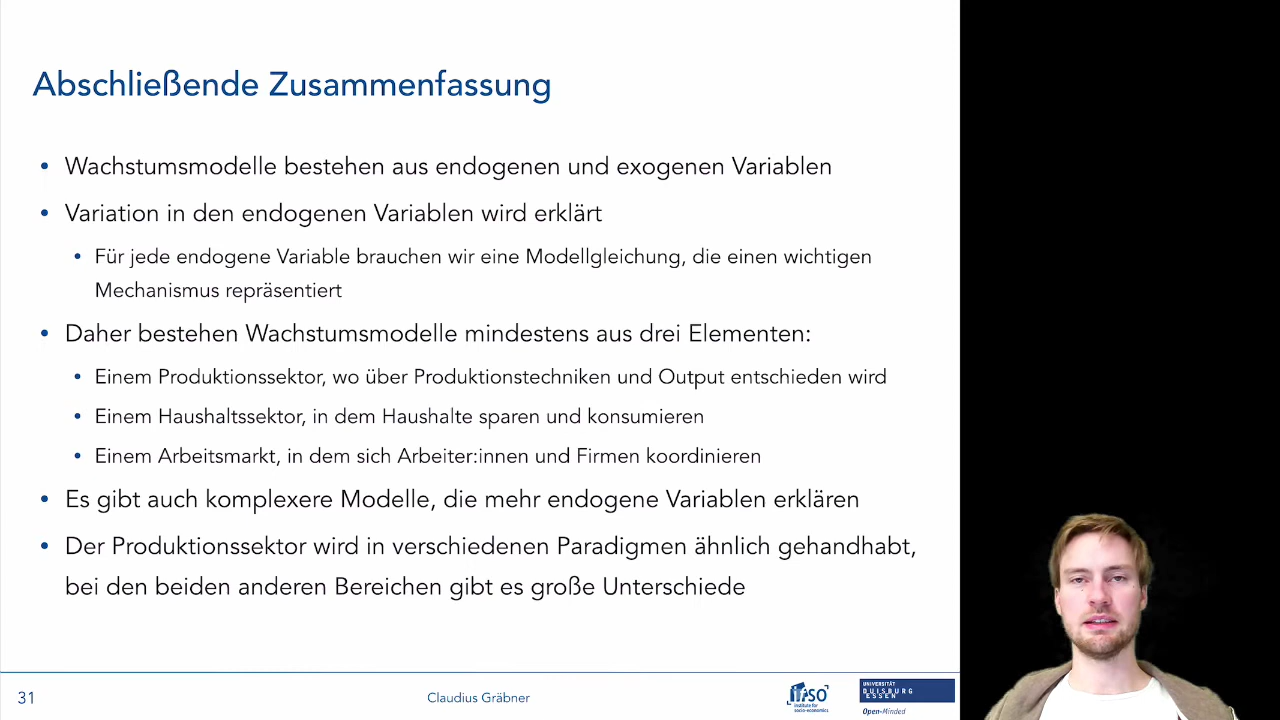 Abschließende Zusammenfassung
• Wachstumsmodelle bestehen aus endogenen und exogenen Variablen
• Variation in den endogenen Variablen wird erklärt
• Für jede endogene Variable brauchen wir eine Modellgleichung, die einen wichtigen
Mechanismus repräsentiert
• Daher bestehen Wachstumsmodelle mindestens aus drei Elementen:
• Einem Produktionssektor, wo über Produktionstechniken und Output entschieden wird
• Einem Haushaltssektor, in dem Haushalte sparen und konsumieren
• Einem Arbeitsmarkt, in dem sich Arbeiter:innen und Firmen koordinieren
• Es gibt auch komplexere Modelle, die mehr endogene Variablen erklären
• Der Produktionssektor wird in verschiedenen Paradigmen ähnlich gehandhabt,
bei den beiden anderen Bereichen gibt es große Unterschiede
31
Claudius Gräbner
ifso
institute for
socio-economics
UNIVERSITÄT
DUISBURG
ESSEN
Open-Minded